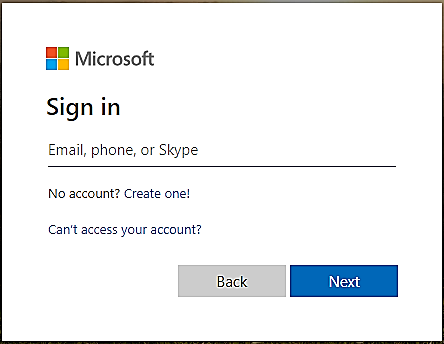 Microsoft
Sign in
Email, phone, or Skype
No account? Create one!
Can't access your account?
Back Next